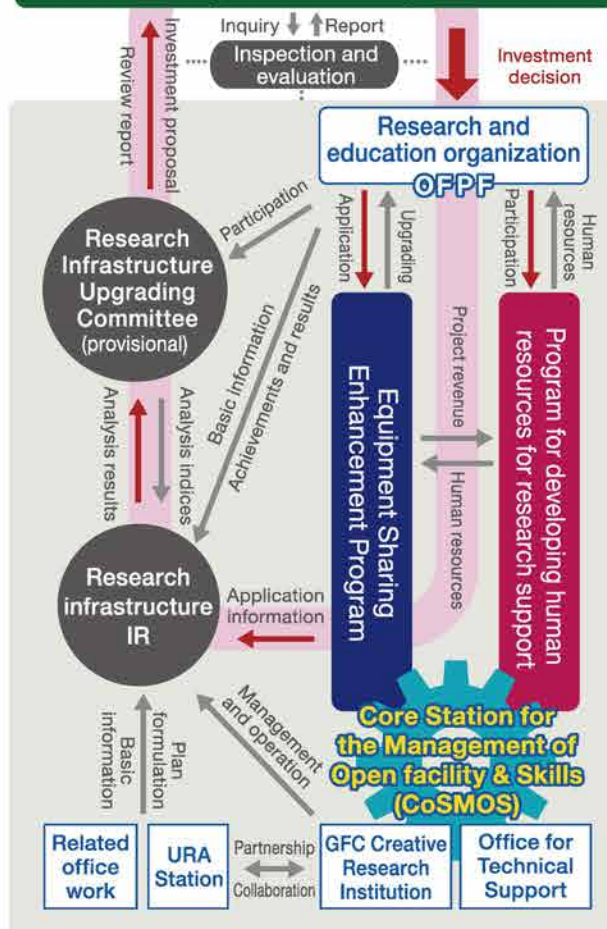 Inquiry
Report
Inspection and
evaluation
Investment
decision
Investment proposal
Review report
Research and
education organization
OFPF
Participation
Application
Upgrading
Participation
Human
resources
Research
Infrastructure
Upgrading
Committee
(provisional)
Basic information
Achievements and results
Analysis results
Analysis indices
Equipment Sharing
Enhancement Program
Project revenue
Human resources
Program for developing human
resources for research support
Research
infrastructure
IR
Application
information
Plan
formulation
Basic
information
Management
and operation
Core Station for
the Management of
Open facility & Skills
(CoSMOS)
Related
office
work
URA
Station
Partnership
Collaboration
GFC Creative
Research
Institution
Office for
Technical
Support